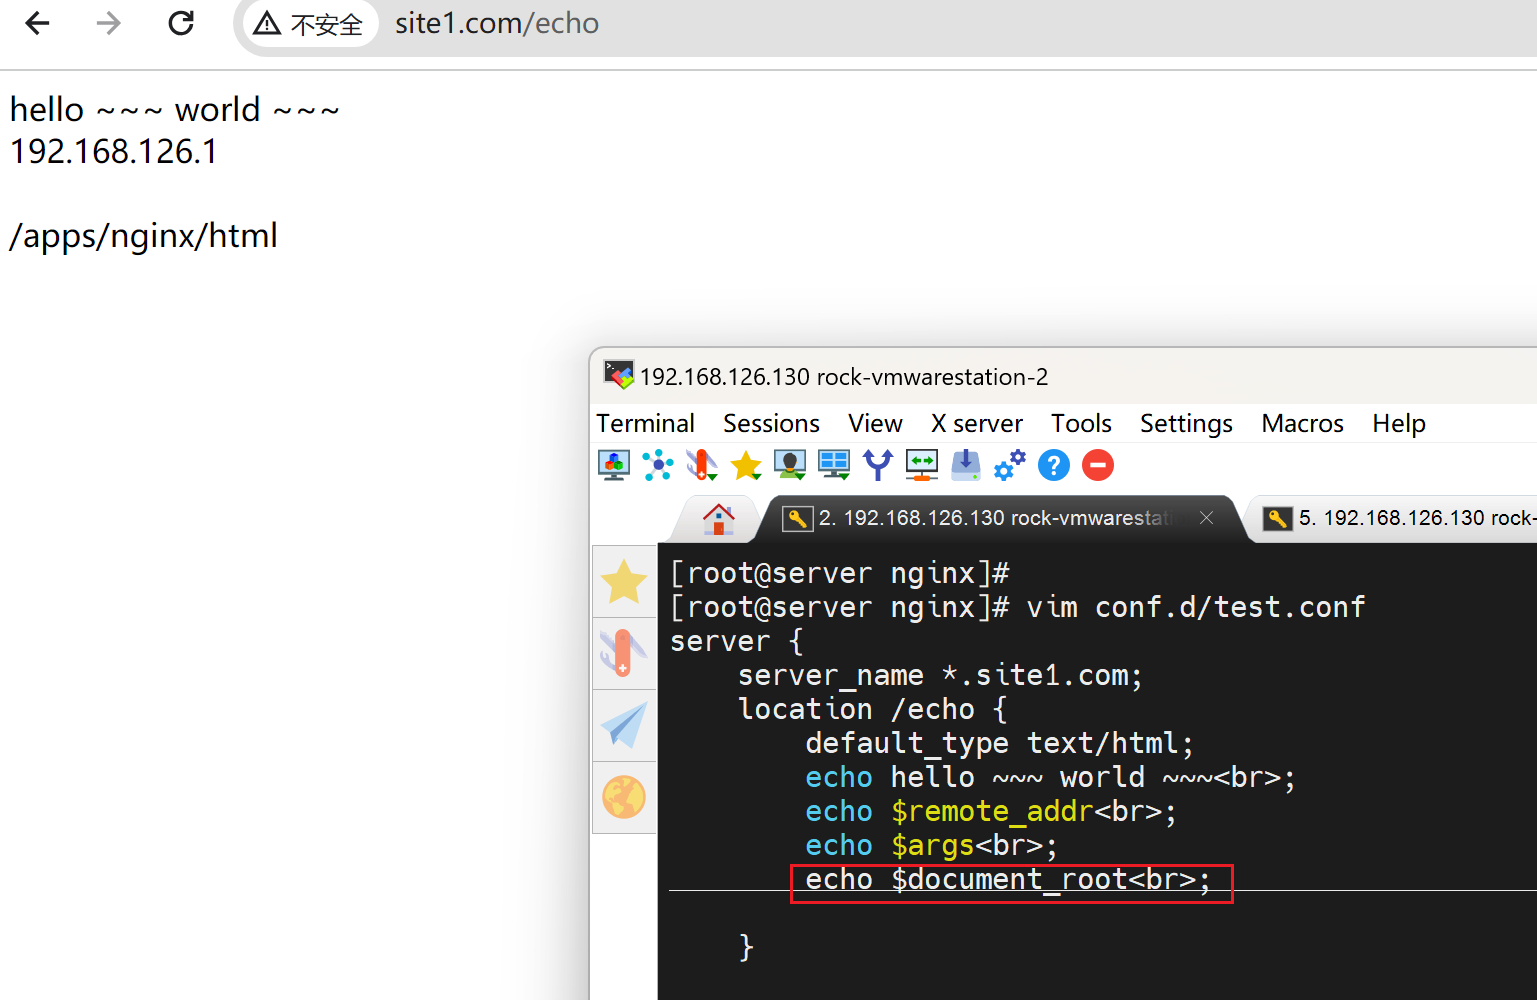 不安全 site1.com/echo
hello ~~~ world ~~~
192.168.126.1
/apps/nginx/html
192.168.126.130 rock-vmwarestation-2
Terminal Sessions View X server Tools Settings Macros Help
2. 192.168.126.130 rock-vmwarestati 5. 192.168.126.130 rock-
[root@server nginx]#
[root@server nginx]# vim conf.d/test.conf
server {
    server_name *.site1.com;
    location /echo {
        default_type text/html;
        echo hello ~~~ world ~~~<br>;
        echo $remote_addr<br>;
        echo $args<br>;
        echo $document_root<br>;
    }